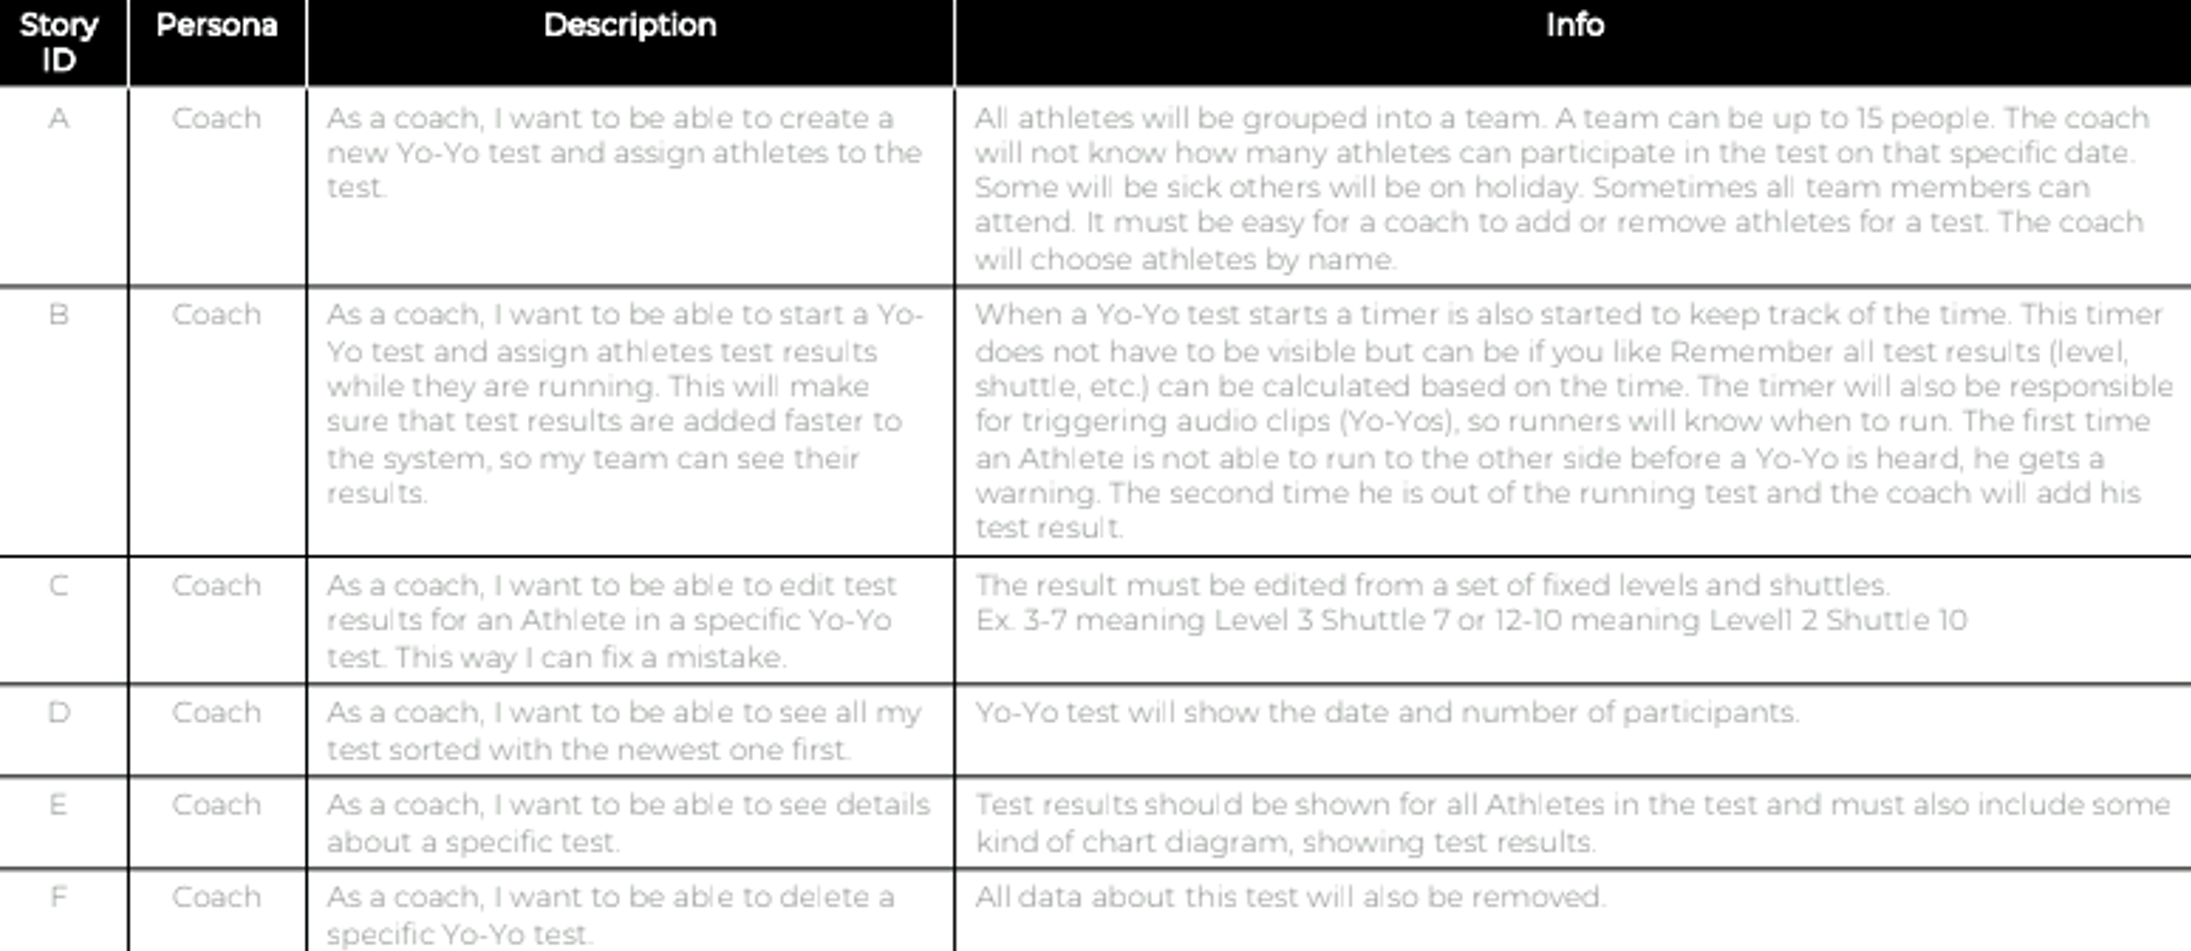 Story ID
Persona
Description
Info
A
Coach
As a coach, I want to be able to create a
new Yo-Yo test and assign athletes to the
test.
All athletes will be grouped into a team. A team can be up to 15 people. The coach
will not know how many athletes can participate in the test on that specific date.
Some will be sick others will be on holiday. Sometimes all team members can
attend. It must be easy for a coach to add or remove athletes for a test. The coach
will choose athletes by name.
B
Coach
As a coach, I want to be able to start a Yo-
Yo test and assign athletes test results
while they are running. This will make
sure that test results are added faster to
the system, so my team can see their
results.
When a Yo-Yo test starts a timer is also started to keep track of the time. This timer
does not have to be visible but can be if you like Remember all test results (level,
shuttle, etc.) can be calculated based on the time. The timer will also be responsible
for triggering audio clips (Yo-Yos), so runners will know when to run. The first time
an Athlete is not able to run to the other side before a Yo-Yo is heard, he gets a
warning. The second time he is out of the running test and the coach will add his
test result.
C
Coach
As a coach, I want to be able to edit test
results for an Athlete in a specific Yo-Yo
test. This way I can fix a mistake.
The result must be edited from a set of fixed levels and shuttles.
Ex. 3-7 meaning Level 3 Shuttle 7 or 12-10 meaning Level1 2 Shuttle 10
D
Coach
As a coach, I want to be able to see all my
test sorted with the newest one first.
Yo-Yo test will show the date and number of participants.
E
Coach
As a coach, I want to be able to see details
about a specific test.
Test results should be shown for all Athletes in the test and must also include some
kind of chart diagram, showing test results.
F
Coach
As a coach, I want to be able to delete a
specific Yo-Yo test.
All data about this test will also be removed.